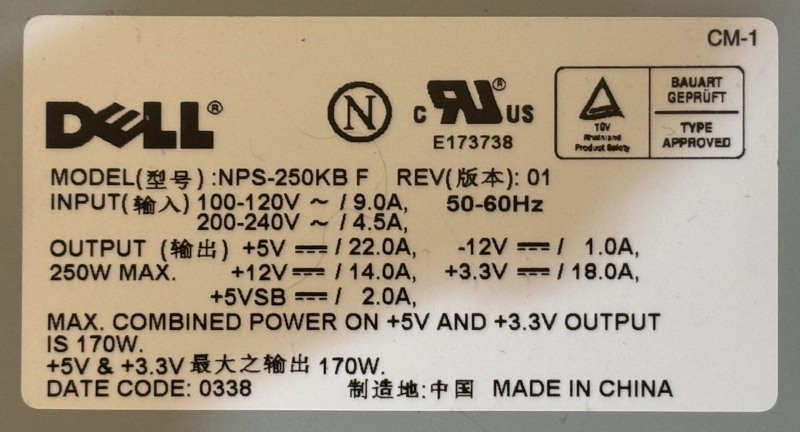 CM-1
DELL®
N
c RU® US
E173738
TÜV
Rheinland
Product Safety
BAUART
GEPRÜFT
TYPE
APPROVED
MODEL(型号):NPS-250KB F REV(版本): 01
INPUT(输入) 100-120V ~ / 9.0A, 50-60Hz
200-240V ~ / 4.5A,
OUTPUT (输出) +5V ⎓ / 22.0A, -12V ⎓ / 1.0A,
250W MAX. +12V ⎓ / 14.0A, +3.3V ⎓ / 18.0A,
+5VSB ⎓ / 2.0A,
MAX. COMBINED POWER ON +5V AND +3.3V OUTPUT
IS 170W.
+5V & +3.3V 最大之输出 170W.
DATE CODE: 0338 制造地:中国 MADE IN CHINA